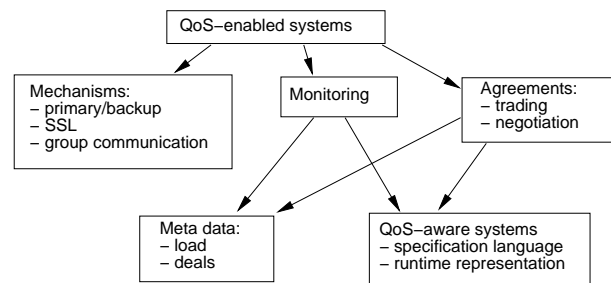 QoS−enabled systems
Mechanisms:
− primary/backup
− SSL
− group communication
Monitoring
Agreements:
− trading
− negotiation
Meta data:
− load
− deals
QoS−aware systems
− specification language
− runtime representation